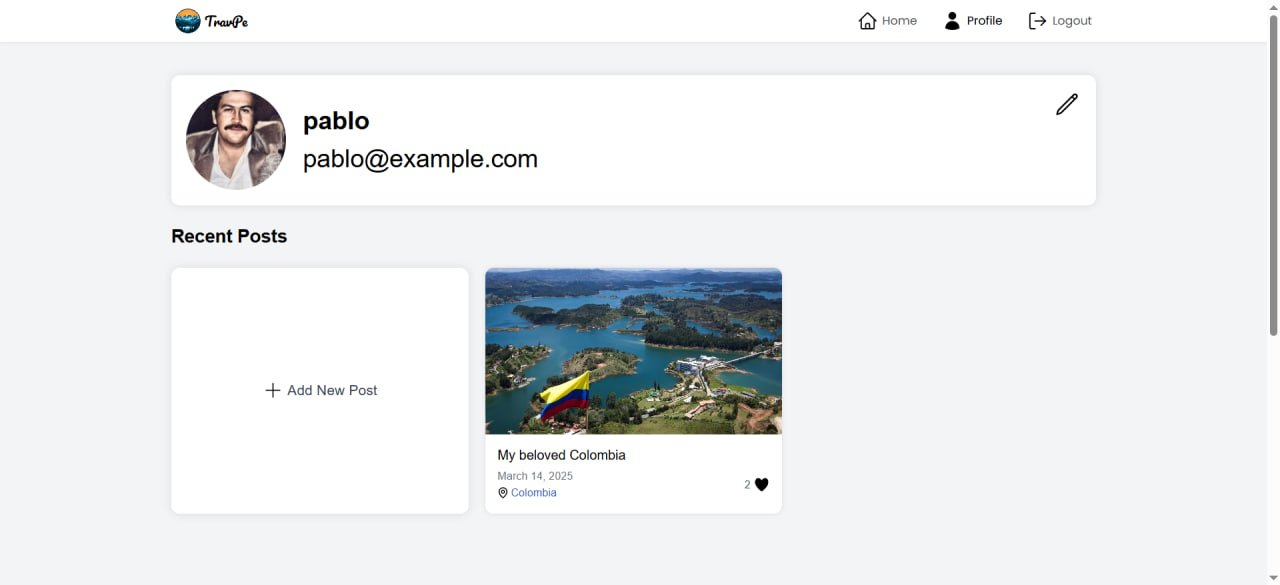 TravPe
Home
Profile
Logout
pablo
pablo@example.com
Recent Posts
Add New Post
My beloved Colombia
March 14, 2025
Colombia
2